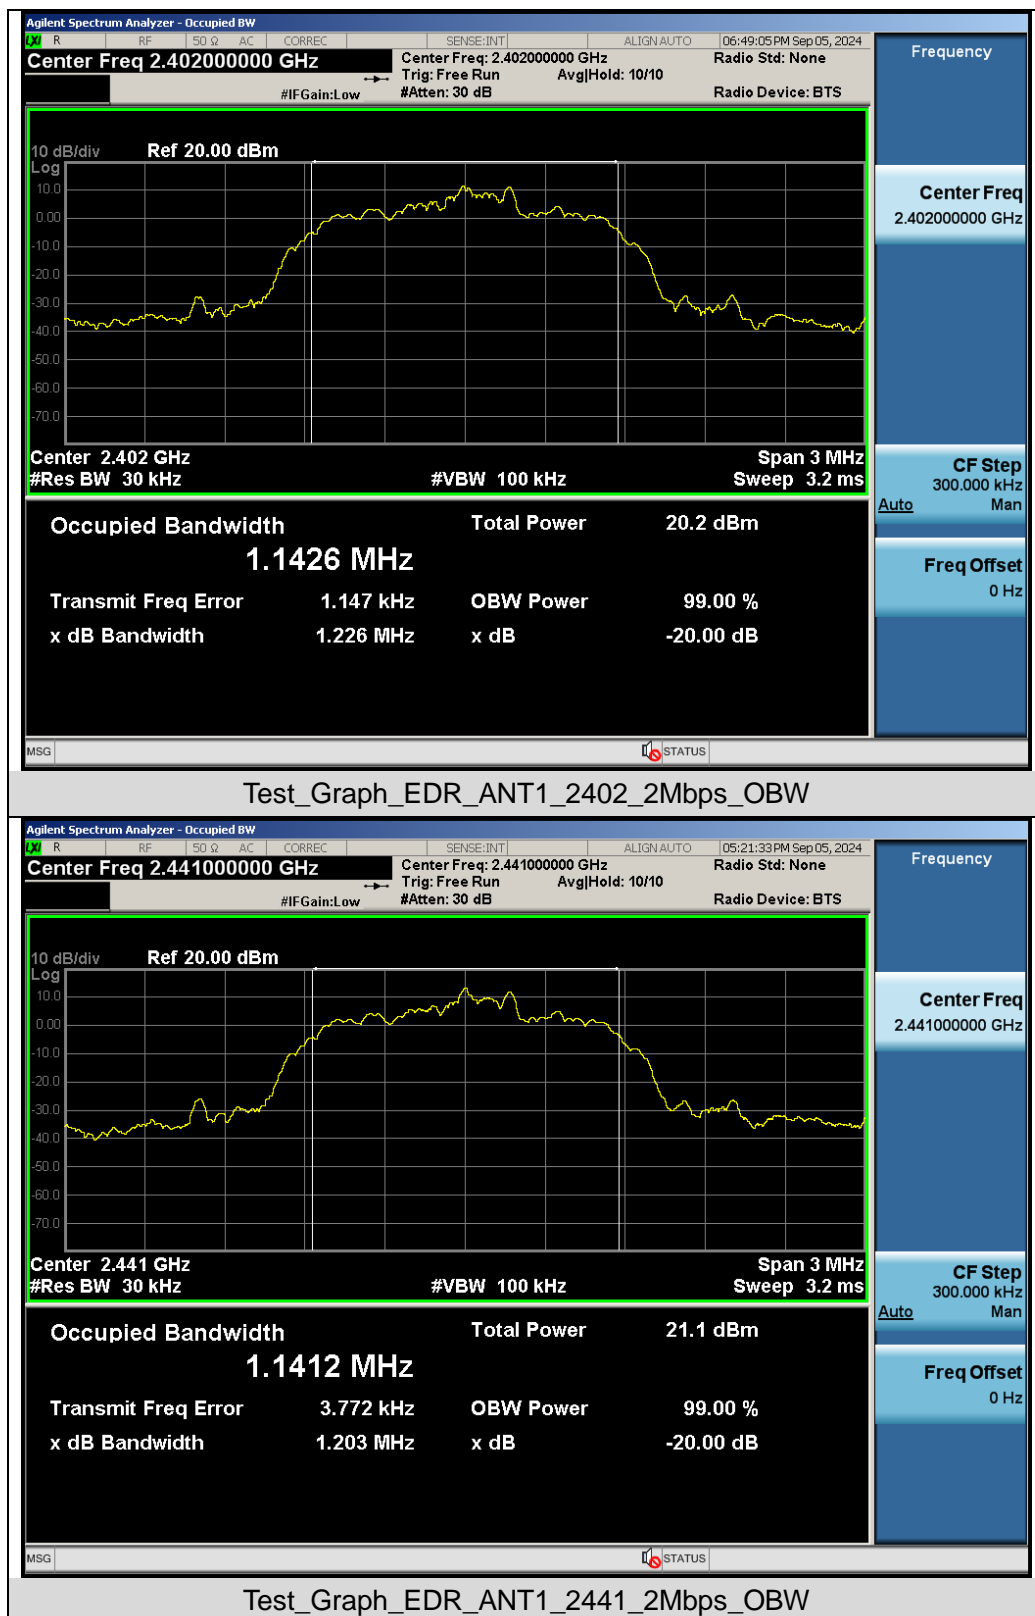 Agilent Spectrum Analyzer - Occupied BW
LXI R RF 50 Ω AC CORREC SENSE:INT ALIGN AUTO 06:49:05 PM Sep 05, 2024
Center Freq 2.402000000 GHz
Center Freq: 2.402000000 GHz Radio Std: None
Trig: Free Run Avg|Hold: 10/10
#IFGain:Low #Atten: 30 dB Radio Device: BTS
10 dB/div Ref 20.00 dBm
Log
10.0
0.00
-10.0
-20.0
-30.0
-40.0
-50.0
-60.0
-70.0
Center 2.402 GHz Span 3 MHz
#Res BW 30 kHz #VBW 100 kHz Sweep 3.2 ms
Occupied Bandwidth Total Power 20.2 dBm
1.1426 MHz
Transmit Freq Error 1.147 kHz OBW Power 99.00 %
x dB Bandwidth 1.226 MHz x dB -20.00 dB
MSG STATUS
Frequency
Center Freq
2.402000000 GHz
CF Step
300.000 kHz
Auto Man
Freq Offset
0 Hz
Test_Graph_EDR_ANT1_2402_2Mbps_OBW
Agilent Spectrum Analyzer - Occupied BW
LXI R RF 50 Ω AC CORREC SENSE:INT ALIGN AUTO 05:21:33 PM Sep 05, 2024
Center Freq 2.441000000 GHz
Center Freq: 2.441000000 GHz Radio Std: None
Trig: Free Run Avg|Hold: 10/10
#IFGain:Low #Atten: 30 dB Radio Device: BTS
10 dB/div Ref 20.00 dBm
Log
10.0
0.00
-10.0
-20.0
-30.0
-40.0
-50.0
-60.0
-70.0
Center 2.441 GHz Span 3 MHz
#Res BW 30 kHz #VBW 100 kHz Sweep 3.2 ms
Occupied Bandwidth Total Power 21.1 dBm
1.1412 MHz
Transmit Freq Error 3.772 kHz OBW Power 99.00 %
x dB Bandwidth 1.203 MHz x dB -20.00 dB
MSG STATUS
Frequency
Center Freq
2.441000000 GHz
CF Step
300.000 kHz
Auto Man
Freq Offset
0 Hz
Test_Graph_EDR_ANT1_2441_2Mbps_OBW